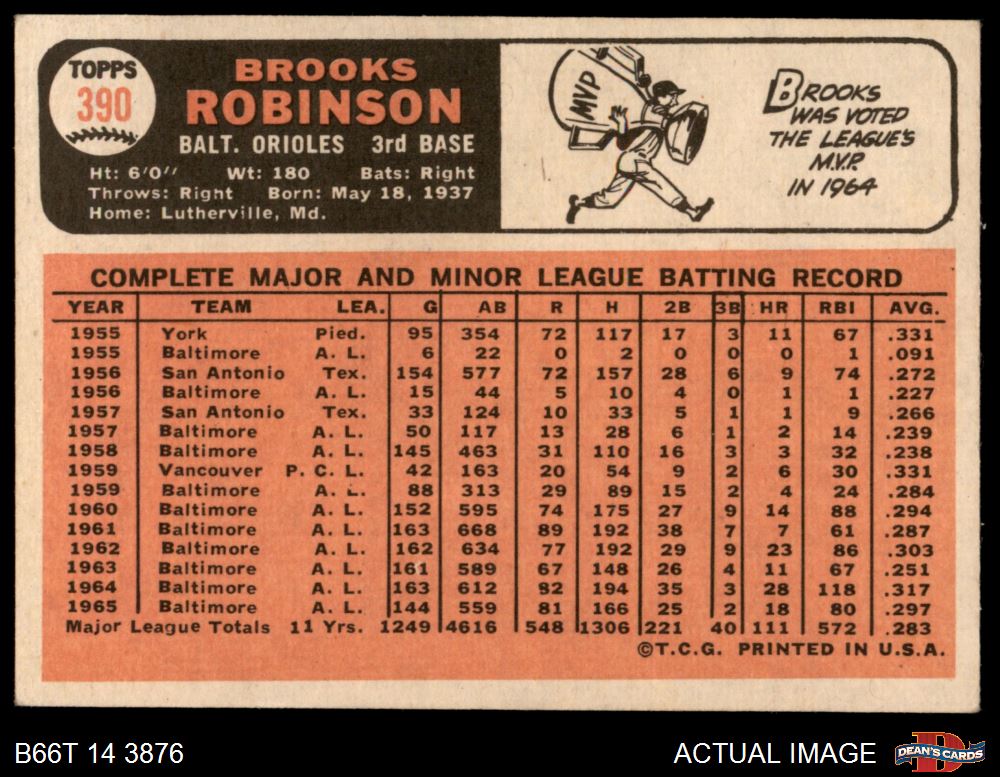 TOPPS
390
BROOKS
ROBINSON
BALT. ORIOLES 3rd BASE
Ht: 6'0" Wt: 180 Bats: Right
Throws: Right Born: May 18, 1937
Home: Lutherville, Md.
MVP
BROOKS
WAS VOTED
THE LEAGUE'S
M.V.P.
IN 1964
COMPLETE MAJOR AND MINOR LEAGUE BATTING RECORD
YEAR TEAM LEA. G AB R H 2B 3B HR RBI AVG.
1955 York Pied. 95 354 72 117 17 3 11 67 .331
1955 Baltimore A. L. 6 22 0 2 0 0 0 1 .091
1956 San Antonio Tex. 154 577 72 157 28 6 9 74 .272
1956 Baltimore A. L. 15 44 5 10 4 0 1 1 .227
1957 San Antonio Tex. 33 124 10 33 5 1 1 9 .266
1957 Baltimore A. L. 50 117 13 28 6 1 2 14 .239
1958 Baltimore A. L. 145 463 31 110 16 3 3 32 .238
1959 Vancouver P. C. L. 42 163 20 54 9 2 6 30 .331
1959 Baltimore A. L. 88 313 29 89 15 2 4 24 .284
1960 Baltimore A. L. 152 595 74 175 27 9 14 88 .294
1961 Baltimore A. L. 163 668 89 192 38 7 7 61 .287
1962 Baltimore A. L. 162 634 77 192 29 9 23 86 .303
1963 Baltimore A. L. 161 589 67 148 26 4 11 67 .251
1964 Baltimore A. L. 163 612 82 194 35 3 28 118 .317
1965 Baltimore A. L. 144 559 81 166 25 2 18 80 .297
Major League Totals 11 Yrs. 1249 4616 548 1306 221 40 111 572 .283
©T.C.G. PRINTED IN U.S.A.
B66T 14 3876
ACTUAL IMAGE
DEAN'S CARDS